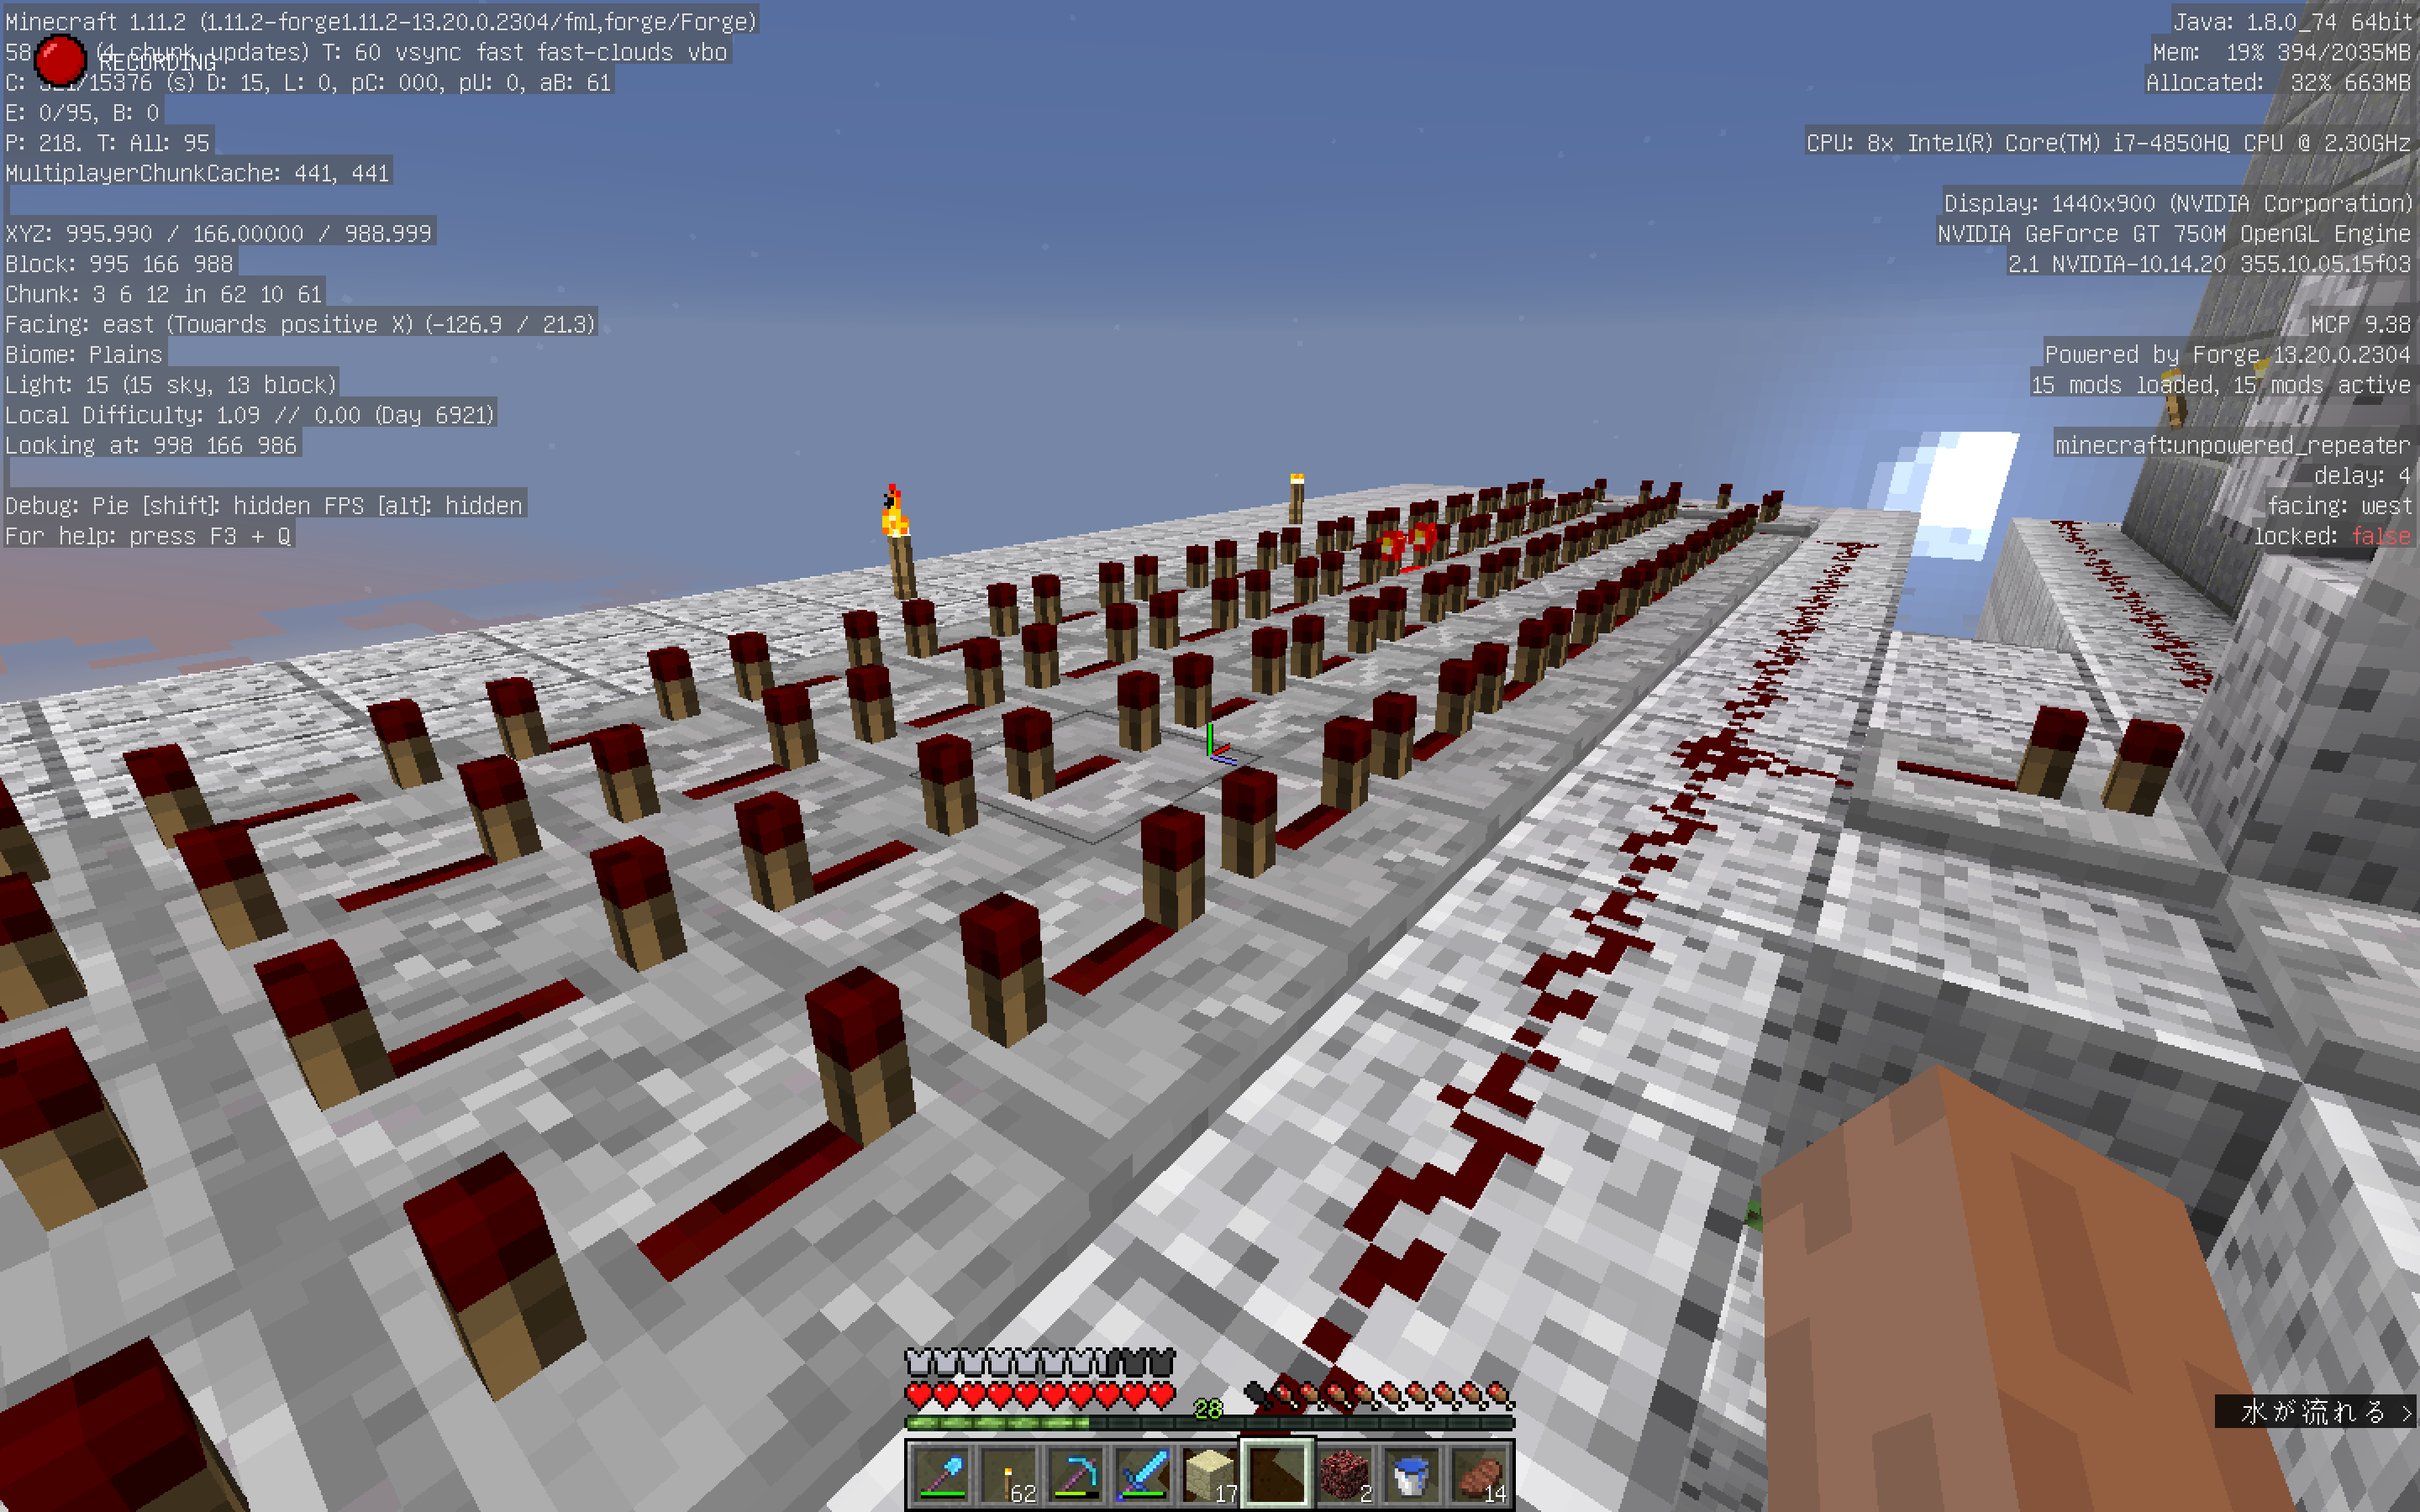 Minecraft 1.11.2 (1.11.2-forge1.11.2-13.20.0.2304/fml,forge/Forge)
58 (4 chunk updates) T: 60 vsync fast fast-clouds vbo
RECORDING
C: /15376 (s) D: 15, L: 0, pC: 000, pU: 0, aB: 61
E: 0/95, B: 0
P: 218. T: All: 95
MultiplayerChunkCache: 441, 441
XYZ: 995.990 / 166.00000 / 988.999
Block: 995 166 988
Chunk: 3 6 12 in 62 10 61
Facing: east (Towards positive X) (-126.9 / 21.3)
Biome: Plains
Light: 15 (15 sky, 13 block)
Local Difficulty: 1.09 // 0.00 (Day 6921)
Looking at: 998 166 986
Debug: Pie [shift]: hidden FPS [alt]: hidden
For help: press F3 + Q
Java: 1.8.0_74 64bit
Mem: 19% 394/2035MB
Allocated: 32% 663MB
CPU: 8x Intel(R) Core(TM) i7-4850HQ CPU @ 2.30GHz
Display: 1440x900 (NVIDIA Corporation)
NVIDIA GeForce GT 750M OpenGL Engine
2.1 NVIDIA-10.14.20 355.10.05.15f03
MCP 9.38
Powered by Forge 13.20.0.2304
15 mods loaded, 15 mods active
minecraft:unpowered_repeater
delay: 4
facing: west
locked: false
水が流れる >
28
62 17 2 14